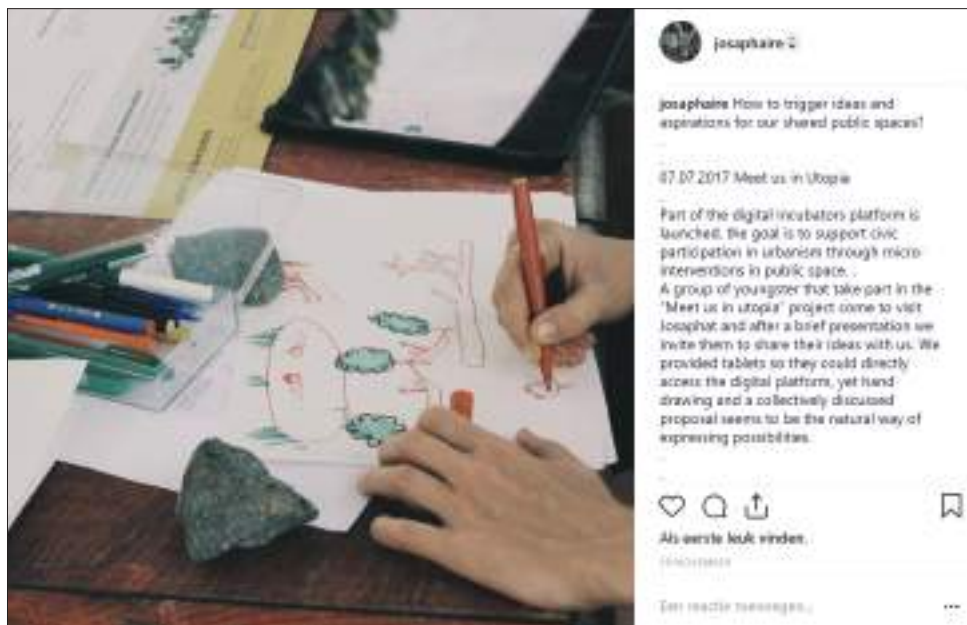 josaphaire
josaphaire How to trigger ideas and
aspirations for our shared public spaces?
.
07.07.2017 Meet us in Utopia
.
Part of the digital incubators platform is
launched, the goal is to support civic
participation in urbanism through micro
interventions in public space. .
A group of youngster that take part in the
"Meet us in utopia" project come to visit
Josaphat and after a brief presentation we
invite them to share their ideas with us. We
provided tablets so they could directly
access the digital platform, yet hand
drawing and a collectively discussed
proposal seems to be the natural way of
expressing possibilities.
.
Als eerste leuk vinden.
Een reactie toevoegen...